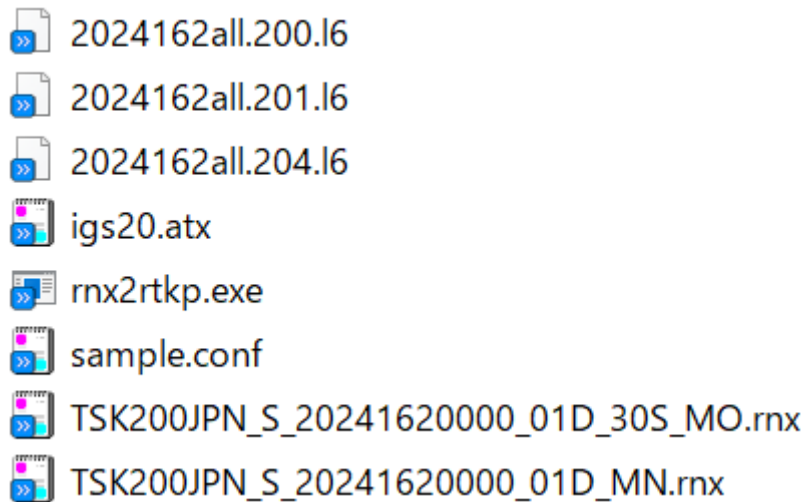 2024162all.200.l6
2024162all.201.l6
2024162all.204.l6
igs20.atx
rnx2rtkp.exe
sample.conf
TSK200JPN_S_20241620000_01D_30S_MO.rnx
TSK200JPN_S_20241620000_01D_MN.rnx